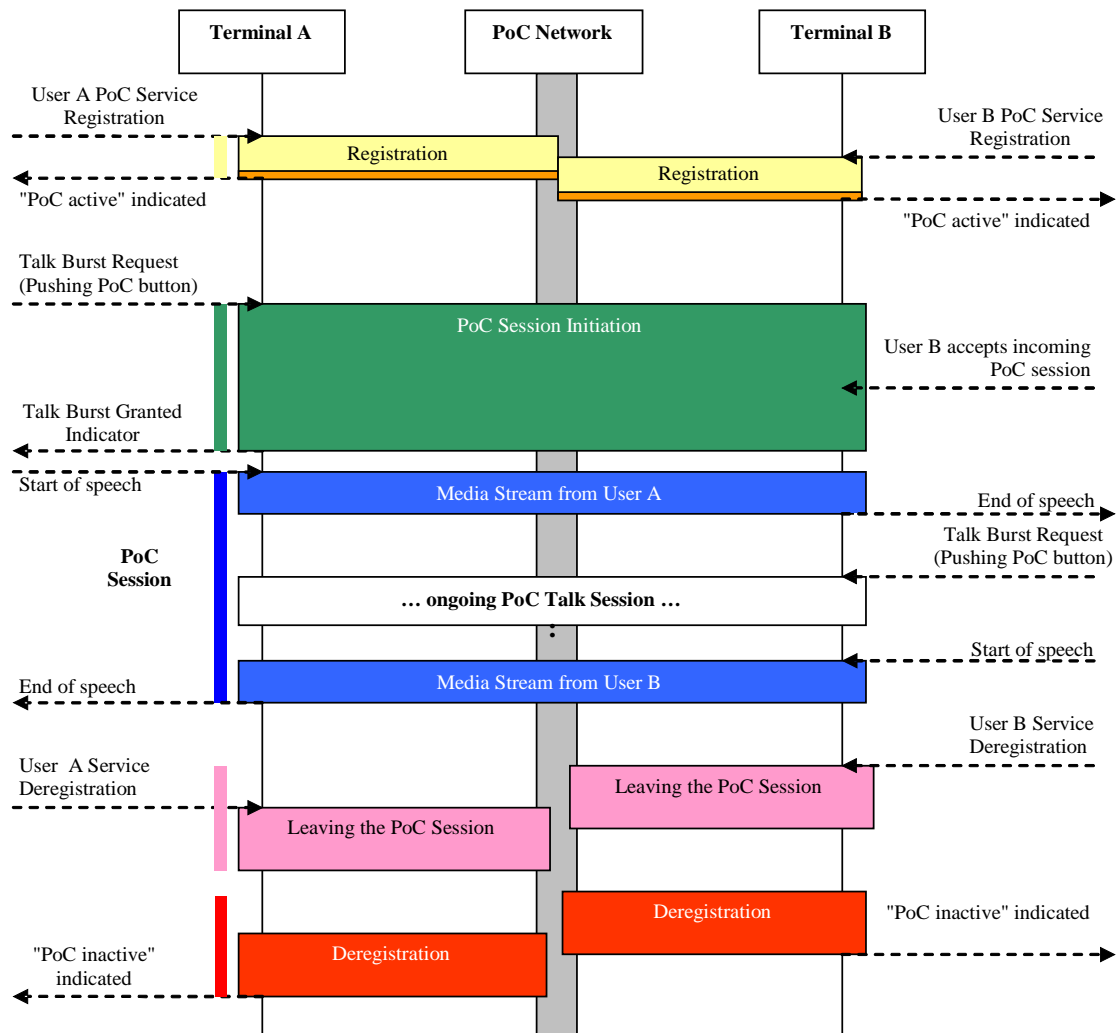 Terminal A
PoC Network
Terminal B
User A PoC Service
Registration
User B PoC Service
Registration
Registration
Registration
"PoC active" indicated
"PoC active" indicated
Talk Burst Request
(Pushing PoC button)
PoC Session Initiation
User B accepts incoming
PoC session
Talk Burst Granted
Indicator
Start of speech
Media Stream from User A
End of speech
Talk Burst Request
(Pushing PoC button)
PoC
Session
… ongoing PoC Talk Session …
⋮
Start of speech
End of speech
Media Stream from User B
User B Service
Deregistration
User A Service
Deregistration
Leaving the PoC Session
Leaving the PoC Session
Deregistration
"PoC inactive" indicated
Deregistration
"PoC inactive"
indicated